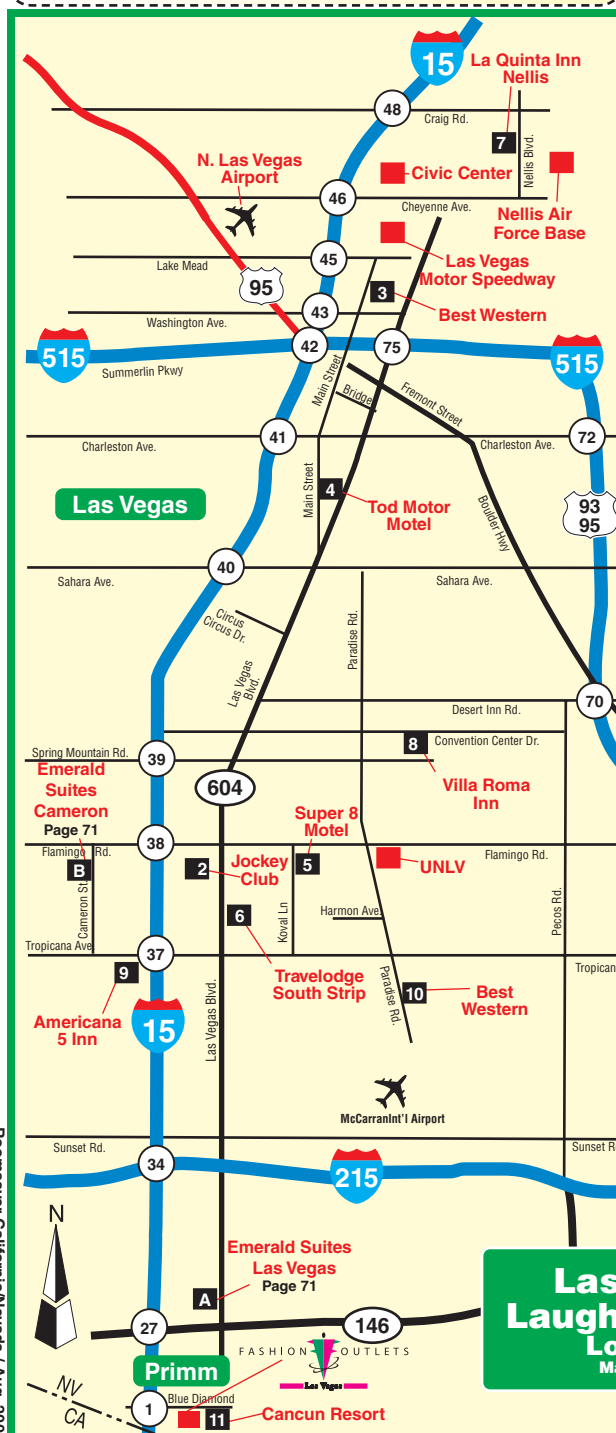 15
La Quinta Inn
Nellis
48
Craig Rd.
7
Nellis Blvd.
N. Las Vegas
Airport
Civic Center
46
Cheyenne Ave.
Nellis Air
Force Base
45
Lake Mead
Las Vegas
Motor Speedway
95
3
43
Best Western
Washington Ave.
515
42
75
515
Summerlin Pkwy
Main Street
Bridge
Fremont Street
41
72
Charleston Ave.
Charleston Ave.
Las Vegas
Main Street
4
Tod Motor
Motel
Boulder Hwy
93
95
40
Sahara Ave.
Sahara Ave.
Circus
Circus Dr.
Paradise Rd.
Las Vegas
Blvd.
70
Desert Inn Rd.
Convention Center Dr.
8
Spring Mountain Rd.
39
Emerald
Suites
Cameron
Page 71
604
Villa Roma
Inn
Super 8
Motel
38
Flamingo Rd.
Flamingo Rd.
B
Cameron St.
2
Jockey
Club
5
UNLV
Pecos Rd.
Koval Ln
Harmon Ave.
6
Tropicana Ave.
37
Tropican
9
Travelodge
South Strip
Paradise Rd.
10
Best
Western
Americana
5 Inn
15
Las Vegas Blvd.
McCarranInt'l Airport
Sunset Rd.
Sunset R
34
215
N
Emerald Suites
Las Vegas
Page 71
A
Las
Laugh
Lo
Ma
27
146
FASHION OUTLETS
Las Vegas
Primm
NV
CA
1
Blue Diamond
11
Cancun Resort